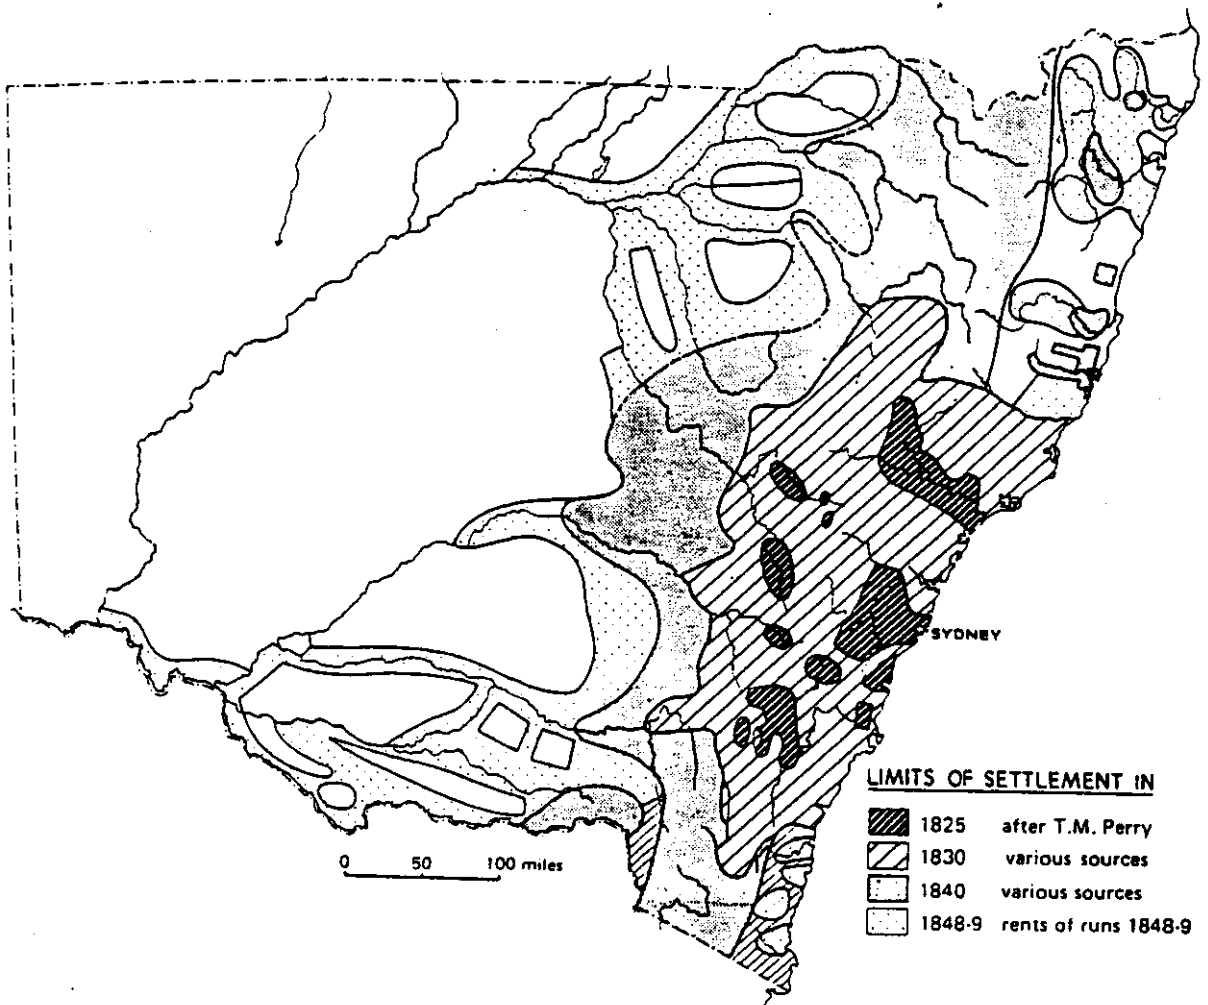 SYDNEY
LIMITS OF SETTLEMENT IN
1825 after T.M. Perry
1830 various sources
1840 various sources
1848-9 rents of runs 1848-9
0 50 100 miles